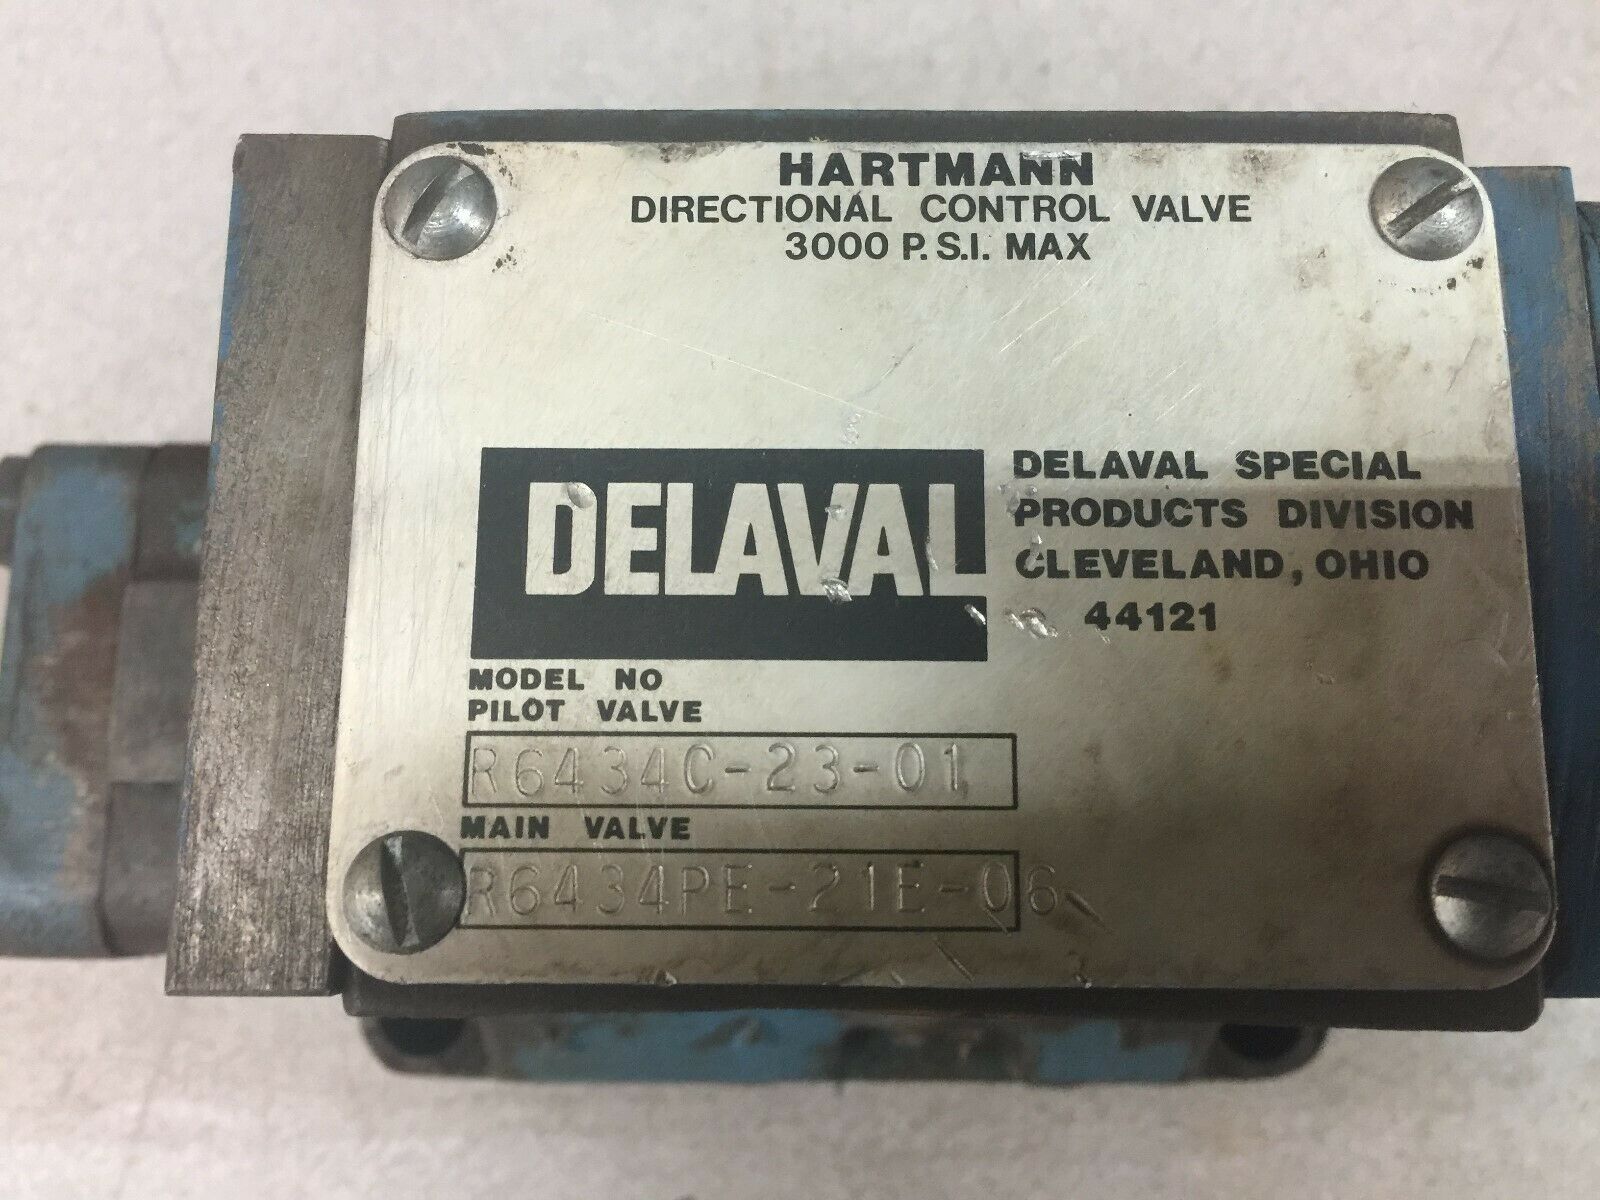 HARTMANN
DIRECTIONAL CONTROL VALVE
3000 P.S.I. MAX
DELAVAL
DELAVAL SPECIAL
PRODUCTS DIVISION
CLEVELAND, OHIO
44121
MODEL NO
PILOT VALVE
R6434C-23-01
MAIN VALVE
R6434PE-21E-06